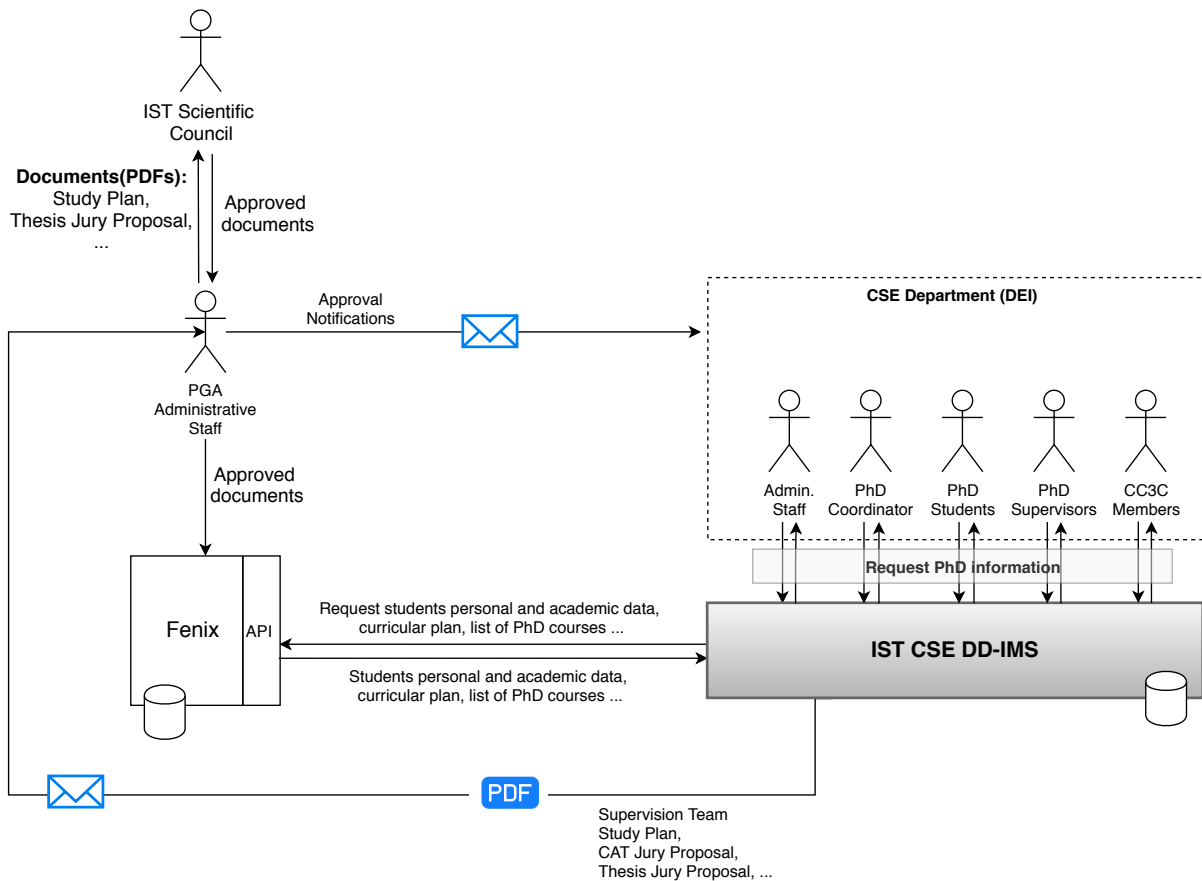 IST Scientific
Council
Documents(PDFs):
Study Plan,
Thesis Jury Proposal,
...
Approved
documents
Approval
Notifications
PGA
Administrative
Staff
Approved
documents
CSE Department (DEI)
Admin.
Staff
PhD
Coordinator
PhD
Students
PhD
Supervisors
CC3C
Members
Request PhD information
Fenix
API
Request students personal and academic data,
curricular plan, list of PhD courses ...
Students personal and academic data,
curricular plan, list of PhD courses ...
IST CSE DD-IMS
PDF
Supervision Team
Study Plan,
CAT Jury Proposal,
Thesis Jury Proposal, ...